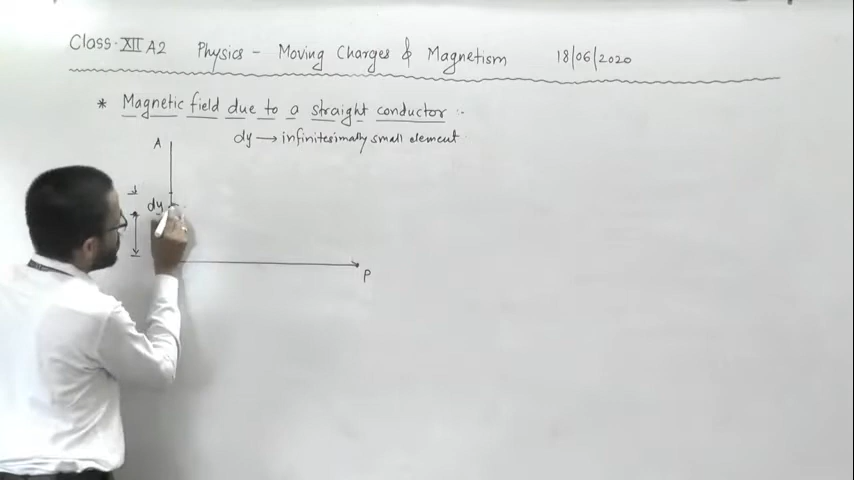 Class-XII A2 Physics - Moving Charges & Magnetism 18/06/2020
* Magnetic field due to a straight conductor :-
dy → infinitesimally small element
A
dy
P